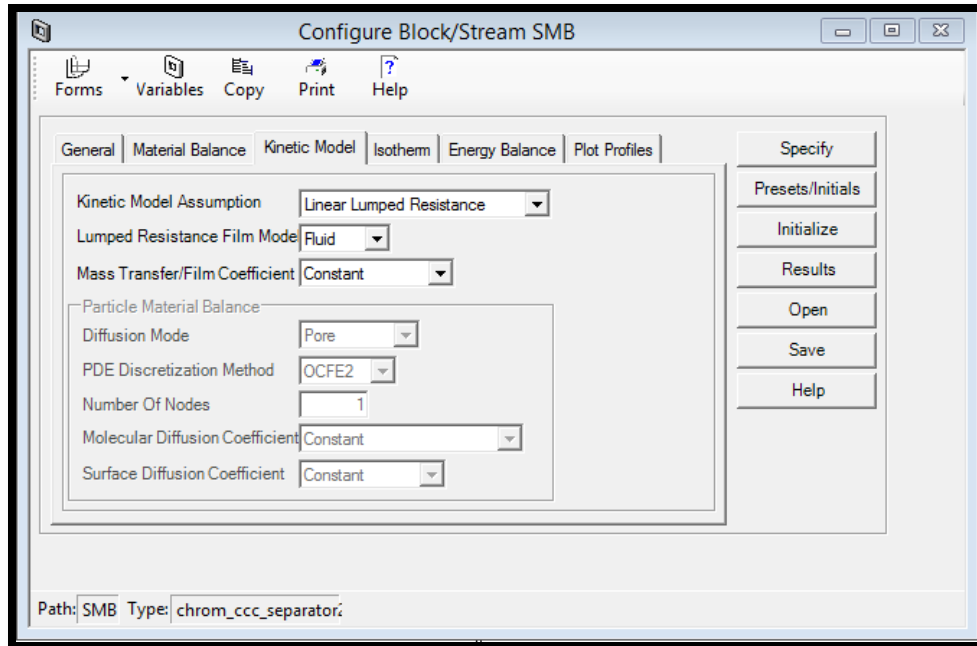 Configure Block/Stream SMB
Forms Variables Copy Print Help
General Material Balance Kinetic Model Isotherm Energy Balance Plot Profiles
Kinetic Model Assumption Linear Lumped Resistance
Lumped Resistance Film Mode Fluid
Mass Transfer/Film Coefficient Constant
Particle Material Balance
Diffusion Mode Pore
PDE Discretization Method OCFE2
Number Of Nodes 1
Molecular Diffusion Coefficient Constant
Surface Diffusion Coefficient Constant
Specify
Presets/Initials
Initialize
Results
Open
Save
Help
Path: SMB Type: chrom_ccc_separator2